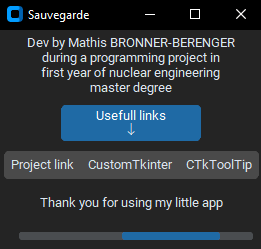 Sauvegarde
Dev by Mathis BRONNER-BERENGER
during a programming project in
first year of nuclear engineering
master degree
Usefull links
↓
Project link CustomTkinter CTkToolTip
Thank you for using my little app